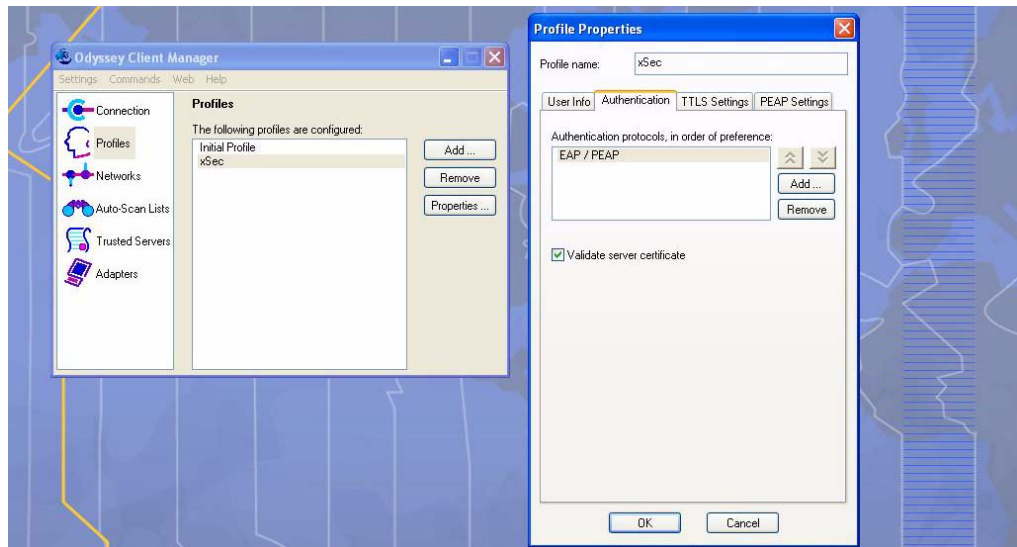 Odyssey Client Manager
Settings Commands Web Help
Connection
Profiles
Networks
Auto-Scan Lists
Trusted Servers
Adapters
Profiles
The following profiles are configured:
Initial Profile
xSec
Add ...
Remove
Properties ...
Profile Properties
Profile name: xSec
User Info Authentication TTLS Settings PEAP Settings
Authentication protocols, in order of preference:
EAP / PEAP
Add ...
Remove
Validate server certificate
OK Cancel